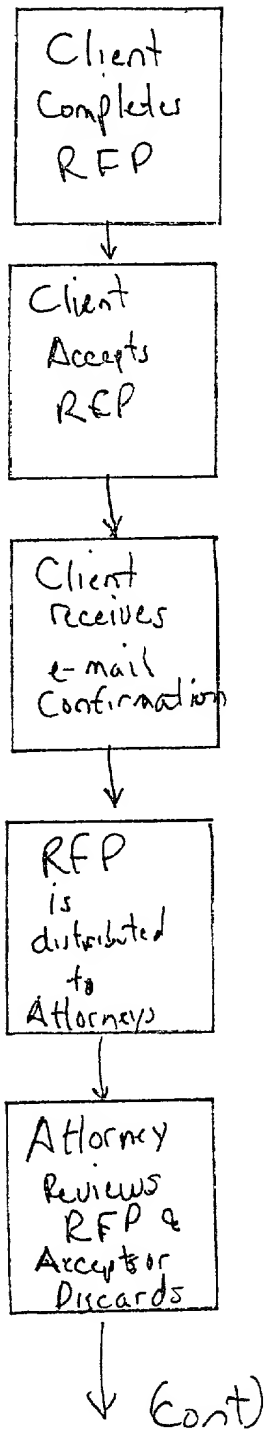 Client
Completes
RFP
Client
Accepts
RFP
Client
receives
e-mail
Confirmation
RFP
is
distributed
to
Attorneys
Attorney
Reviews
RFP &
Accepts or
Discards
(Cont)